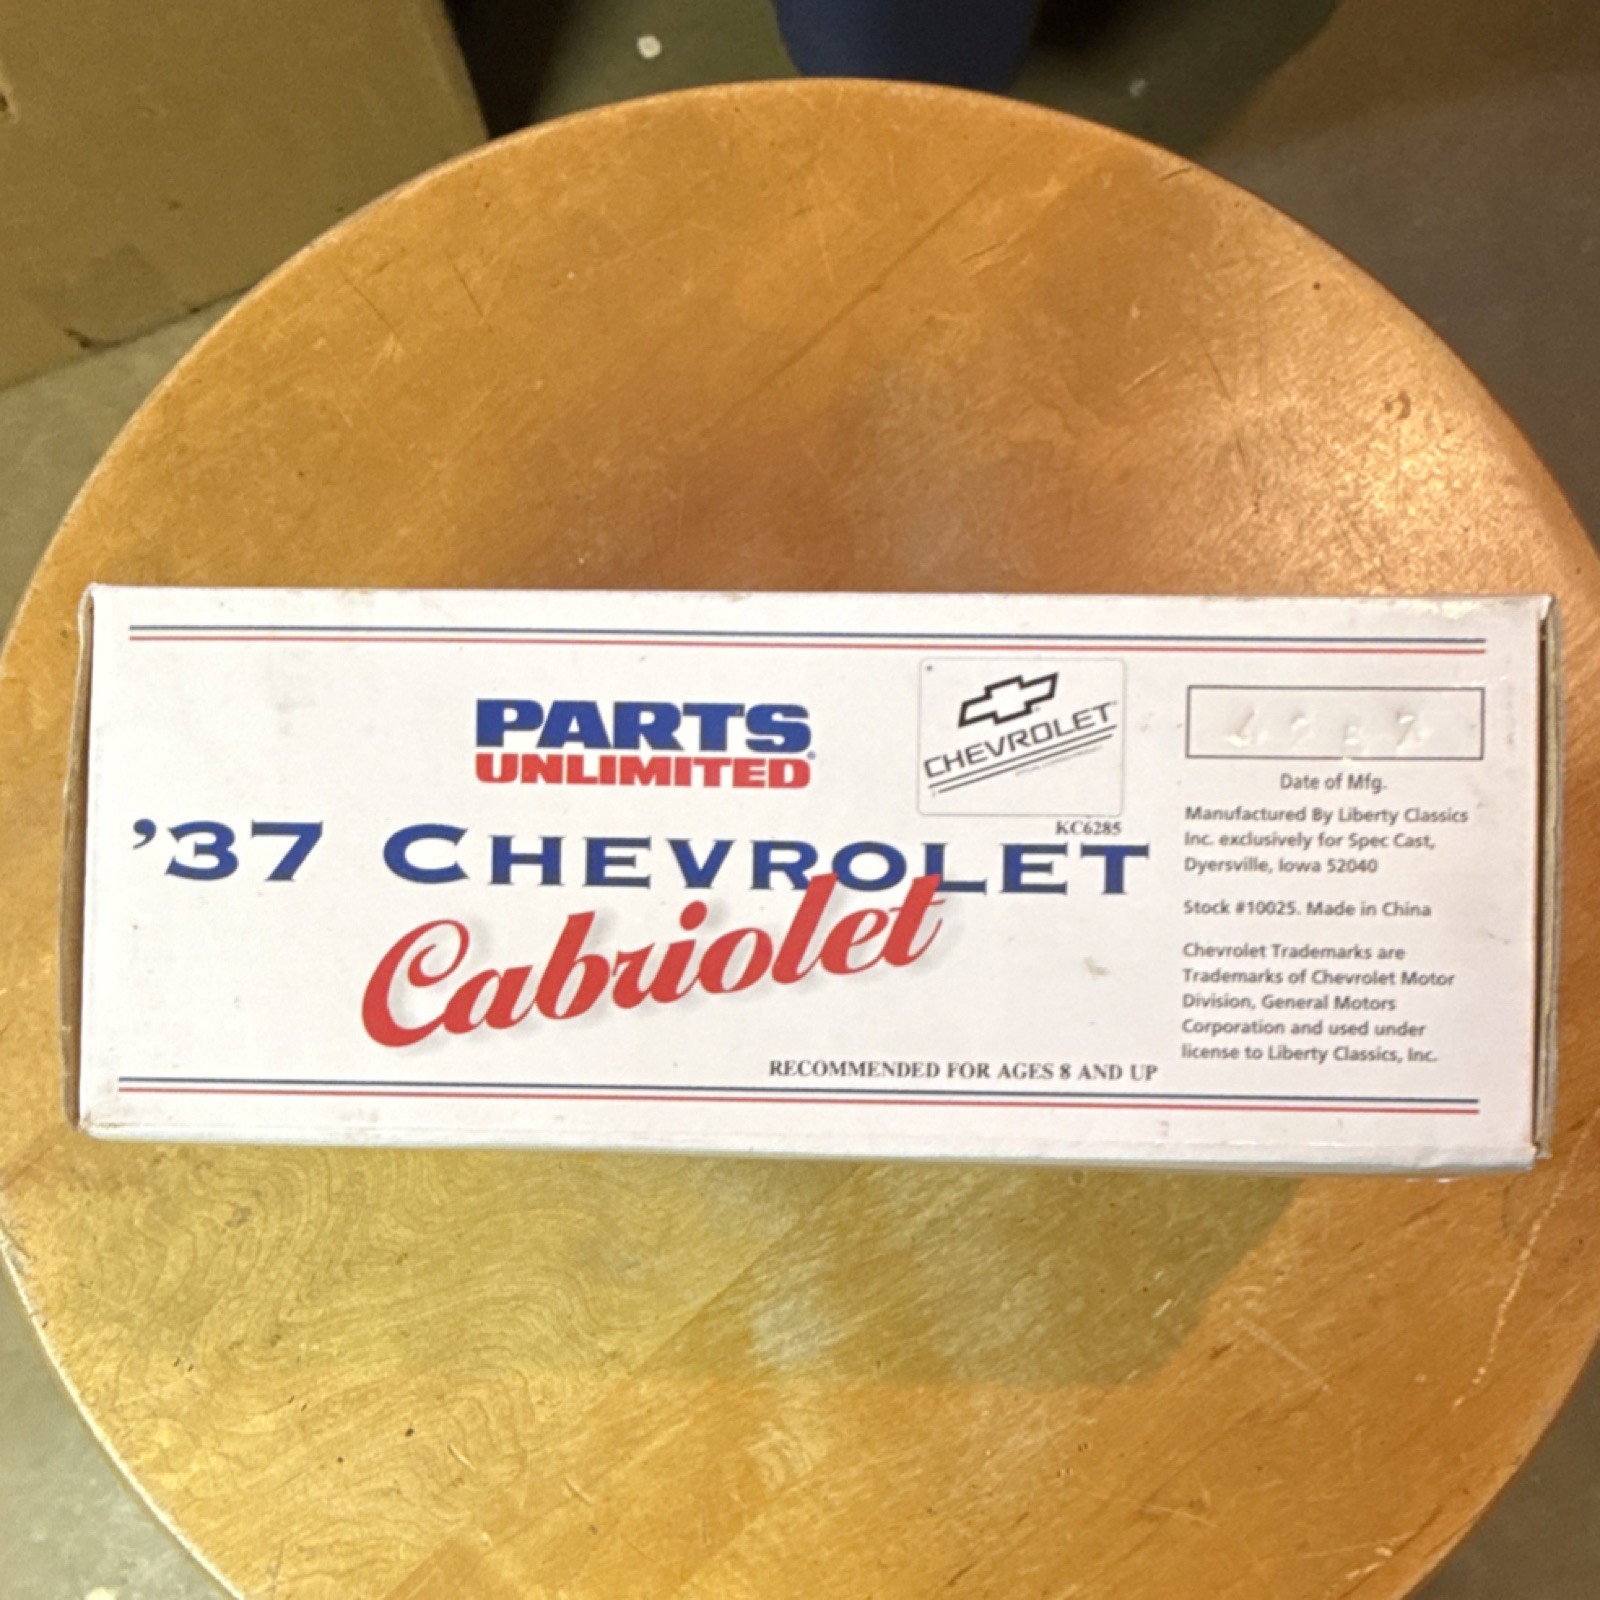 PARTS
UNLIMITED®
CHEVROLET
KC6285
'37 CHEVROLET
Cabriolet
RECOMMENDED FOR AGES 8 AND UP
Date of Mfg.
Manufactured By Liberty Classics
Inc. exclusively for Spec Cast,
Dyersville, Iowa 52040
Stock #10025. Made in China
Chevrolet Trademarks are
Trademarks of Chevrolet Motor
Division, General Motors
Corporation and used under
license to Liberty Classics, Inc.